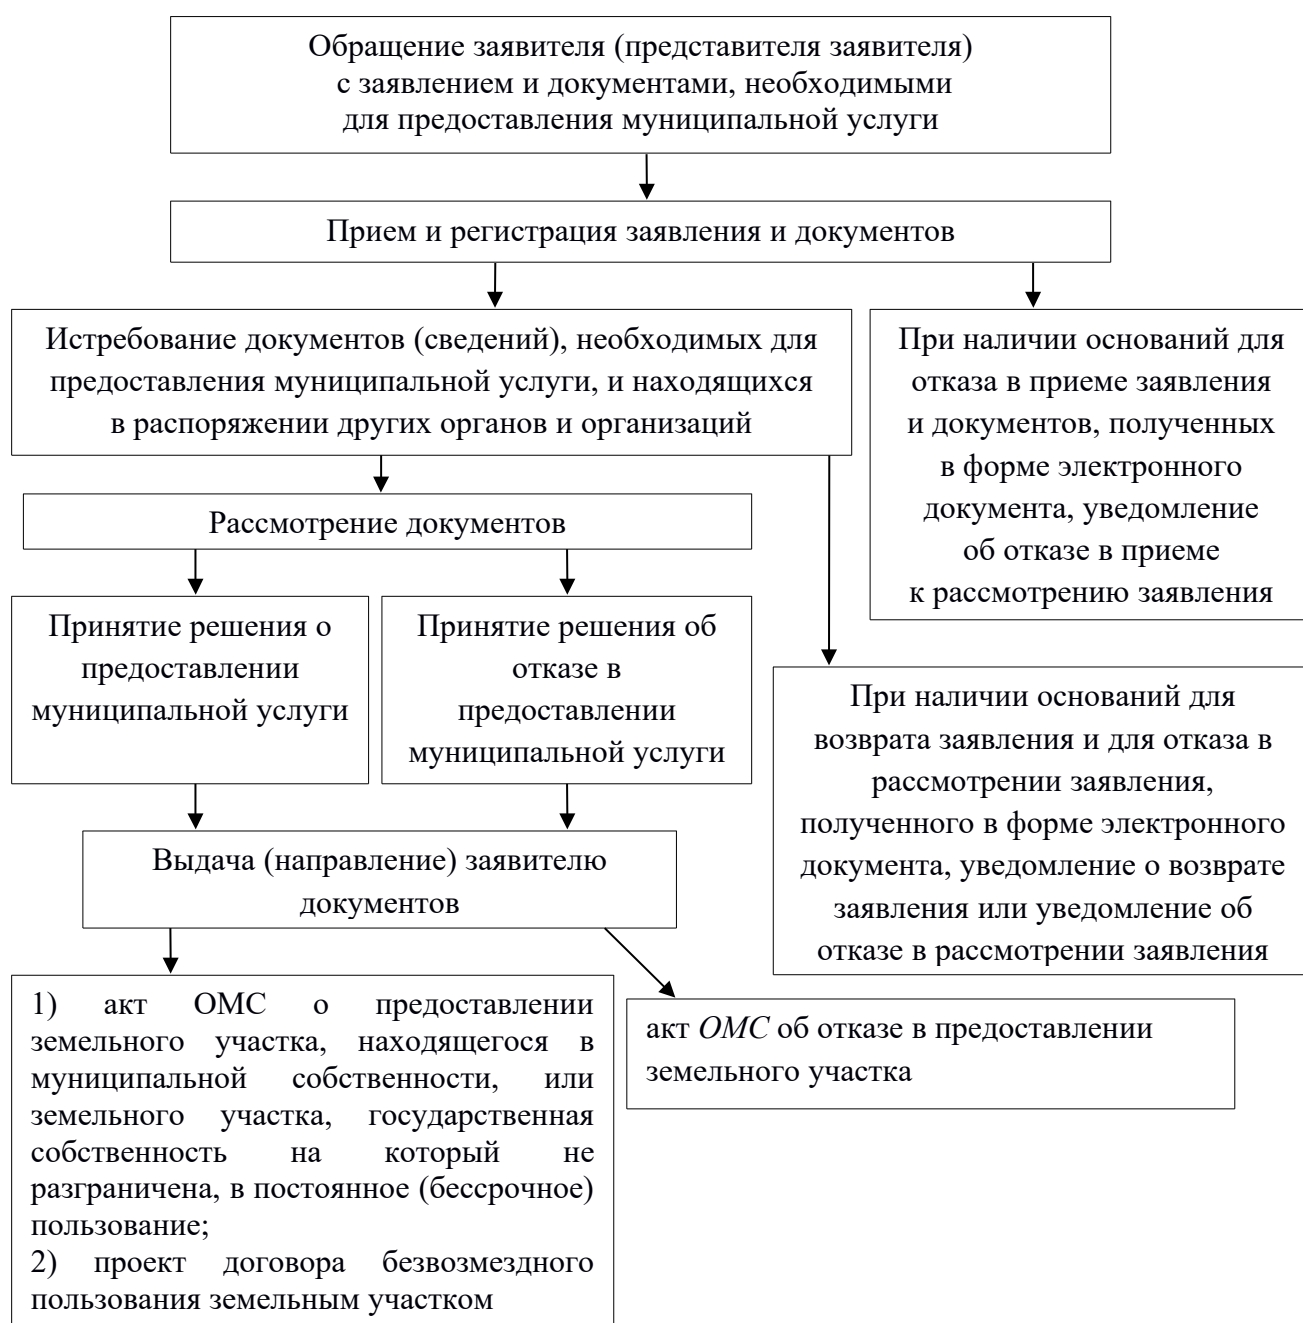 Обращение заявителя (представителя заявителя)
с заявлением и документами, необходимыми
для предоставления муниципальной услуги
Прием и регистрация заявления и документов
Истребование документов (сведений), необходимых для
предоставления муниципальной услуги, и находящихся
в распоряжении других органов и организаций
При наличии оснований для
отказа в приеме заявления
и документов, полученных
в форме электронного
документа, уведомление
об отказе в приеме
к рассмотрению заявления
Рассмотрение документов
Принятие решения о
предоставлении
муниципальной услуги
Принятие решения об
отказе в
предоставлении
муниципальной услуги
При наличии оснований для
возврата заявления и для отказа в
рассмотрении заявления,
полученного в форме электронного
документа, уведомление о возврате
заявления или уведомление об
отказе в рассмотрении заявления
Выдача (направление) заявителю
документов
1) акт ОМС о предоставлении
земельного участка, находящегося в
муниципальной собственности, или
земельного участка, государственная
собственность на который не
разграничена, в постоянное (бессрочное)
пользование;
2) проект договора безвозмездного
пользования земельным участком
акт ОМС об отказе в предоставлении
земельного участка